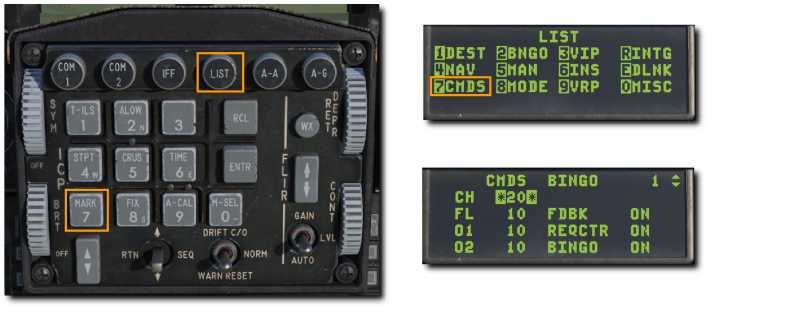 COM 1
COM 2
IFF
LIST
A-A
A-G
SYM
T-ILS 1
ALOW 2 N
3
RCL
RET
DEPR
WX
OFF
ICP
STPT 4 W
CRUS 5
TIME 6 E
ENTR
FLIR
CONT
BRT
MARK 7
FIX 8 S
A-CAL 9
M-SEL 0
GAIN
LVL
AUTO
OFF
DRIFT C/O
RTN
SEQ
NORM
WARN RESET
LIST
1DEST 2BNGO 3VIP RINTG
4NAV 5MAN 6INS EDLNK
7CMDS 8MODE 9VRP 0MISC
CMDS BINGO 1
CH *20*
FL 10 FDBK ON
O1 10 REQCTR ON
O2 10 BINGO ON